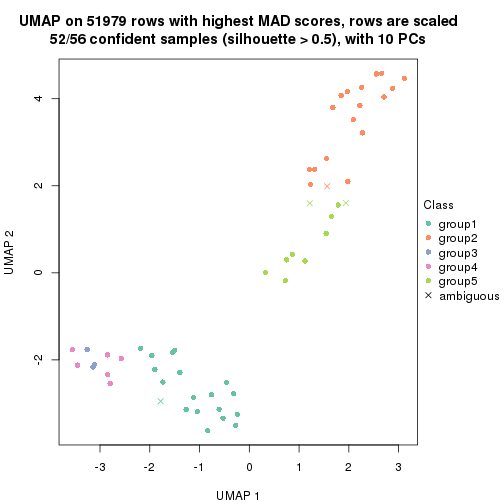 UMAP on 51979 rows with highest MAD scores, rows are scaled
52/56 confident samples (silhouette > 0.5), with 10 PCs
4
2
0
-2
UMAP 2
-3 -2 -1 0 1 2 3
UMAP 1
Class
group1
group2
group3
group4
group5
ambiguous